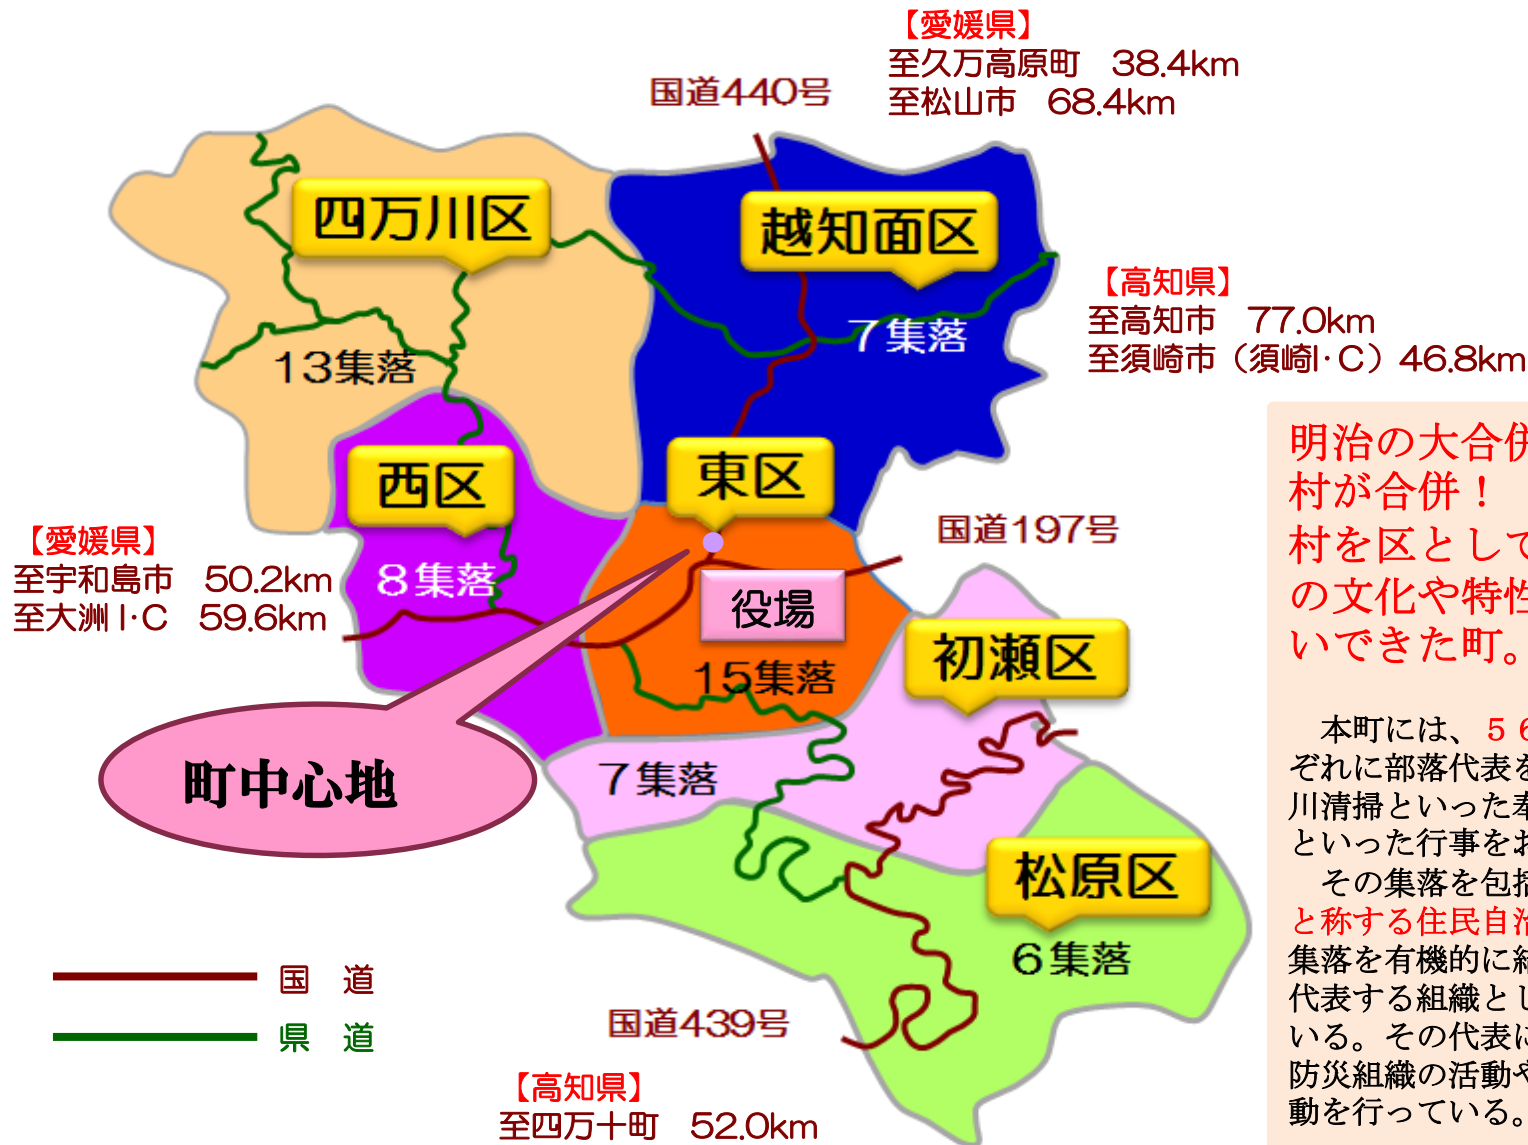 【愛媛県】
至久万高原町　38.4km
至松山市　68.4km
国道440号
四万川区
越知面区
【高知県】
至高知市　77.0km
至須崎市（須崎I・C）46.8km
7集落
13集落
西区
東区
国道197号
【愛媛県】
至宇和島市　50.2km
至大洲I・C　59.6km
8集落
役場
初瀬区
15集落
町中心地
7集落
松原区
6集落
国道
県道
国道439号
【高知県】
至四万十町　52.0km
明治の大合併
村が合併！
村を区として
の文化や特性
いできた町。
本町には、５６
ぞれに部落代表を
川清掃といった奉
といった行事をお
その集落を包括
と称する住民自治
集落を有機的に結
代表する組織とし
いる。その代表に
防災組織の活動や
動を行っている。